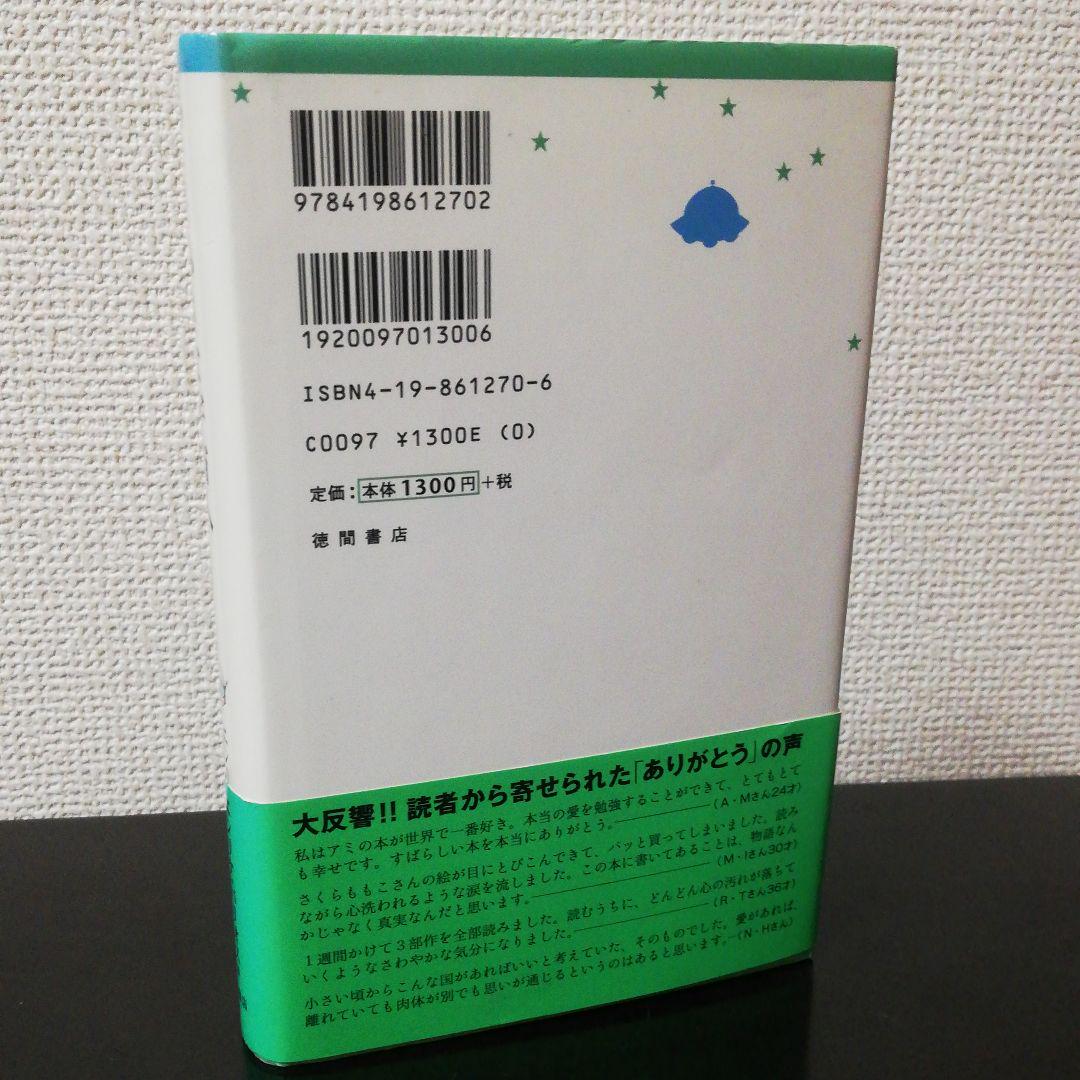 9784198612702
1920097013006
ISBN4-19-861270-6
C0097 ¥1300E (0)
定価：本体1300円+税
徳間書店
大反響!! 読者から寄せられた「ありがとう」の声
私はアミの本が世界で一番好き。本当の愛を勉強することができて、とてもとて
も幸せです。すばらしい本を本当にありがとう。―（A・Mさん24才）
さくらももこさんの絵が目にとびこんできて、パッと買ってしまいました。読み
ながら心洗われるような涙を流しました。この本に書いてあることは、物語なん
かじゃなく真実なんだと思います。―（M・Iさん30才）
1週間かけて3部作を全部読みました。読むうちに、どんどん心の汚れが落ちて
いくようなさわやかな気分になりました。―（R・Tさん36才）
小さい頃からこんな国があればいいと考えていた、そのものでした。愛があれば、
離れていても肉体が別でも思いが通じるというのはあると思います。―（N・Hさん）